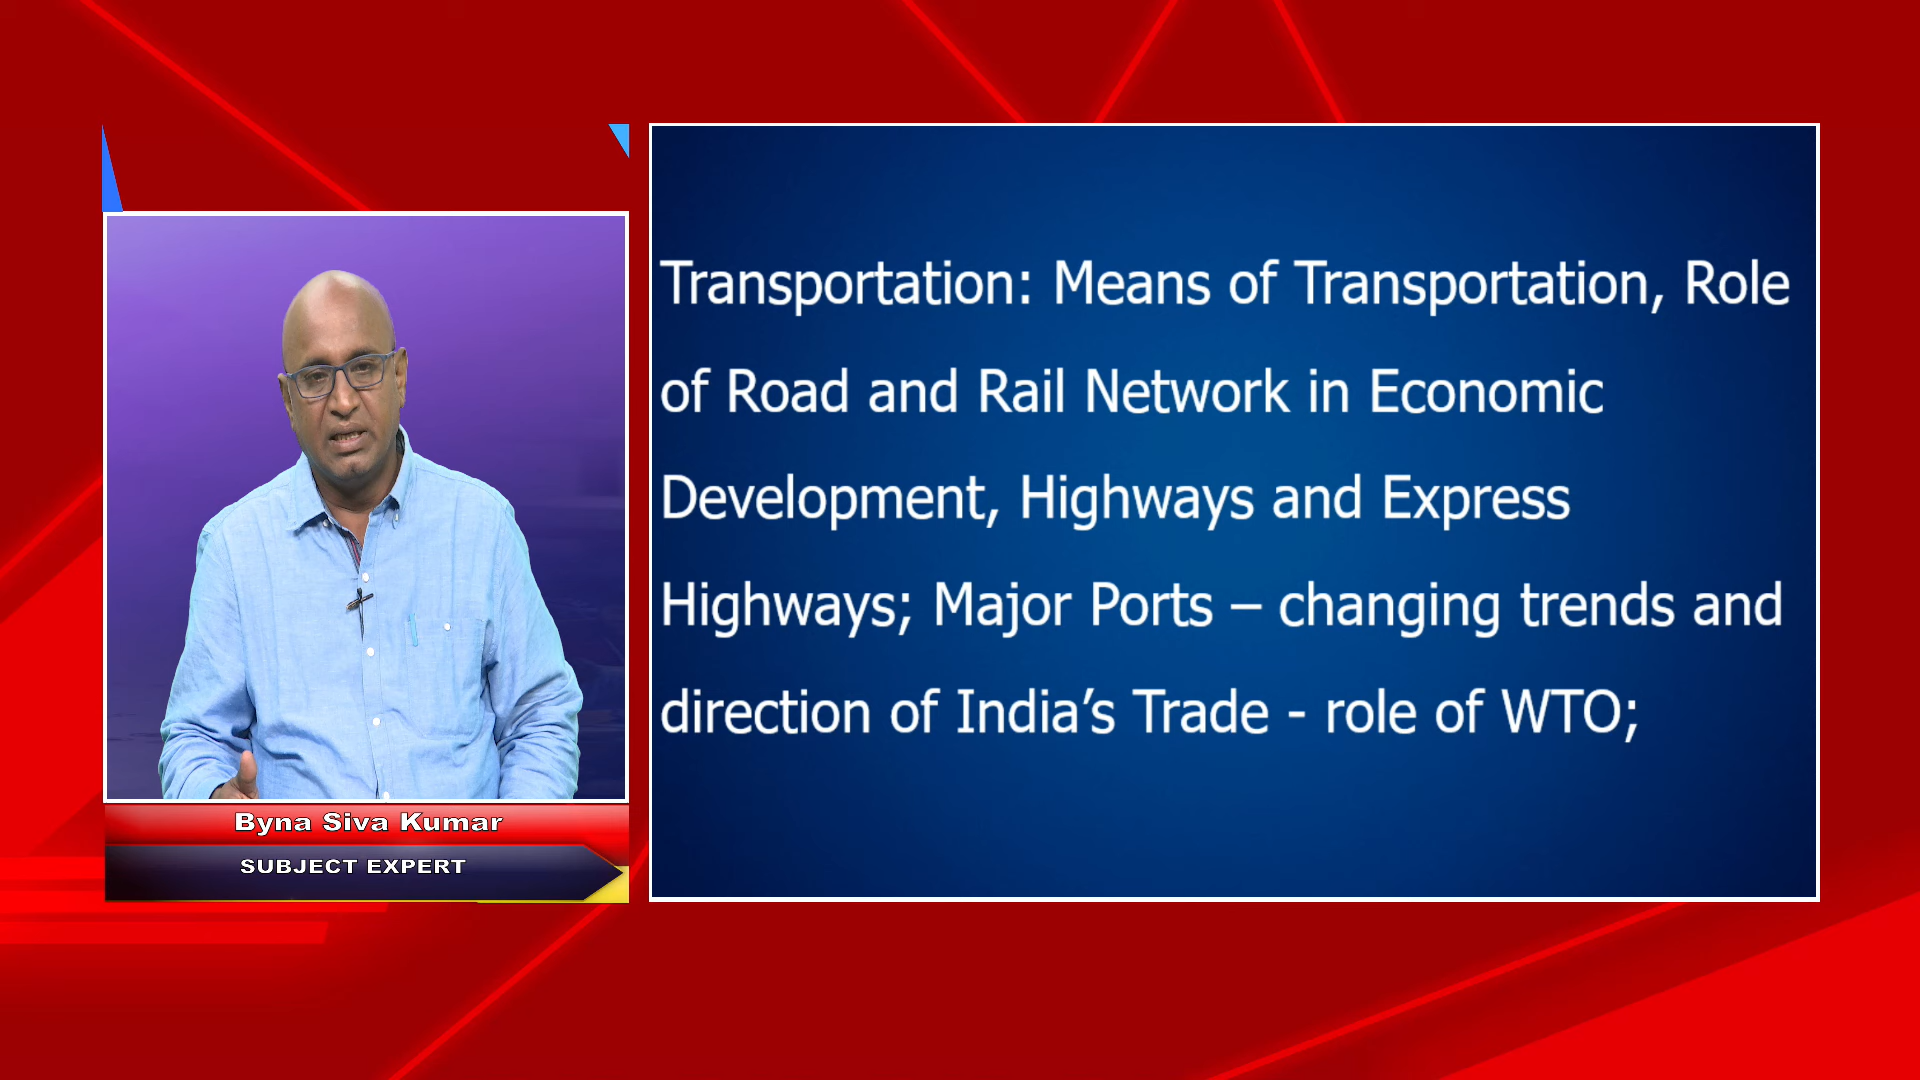 Transportation: Means of Transportation, Role
of Road and Rail Network in Economic
Development, Highways and Express
Highways; Major Ports – changing trends and
direction of India’s Trade - role of WTO;
Byna Siva Kumar
SUBJECT EXPERT